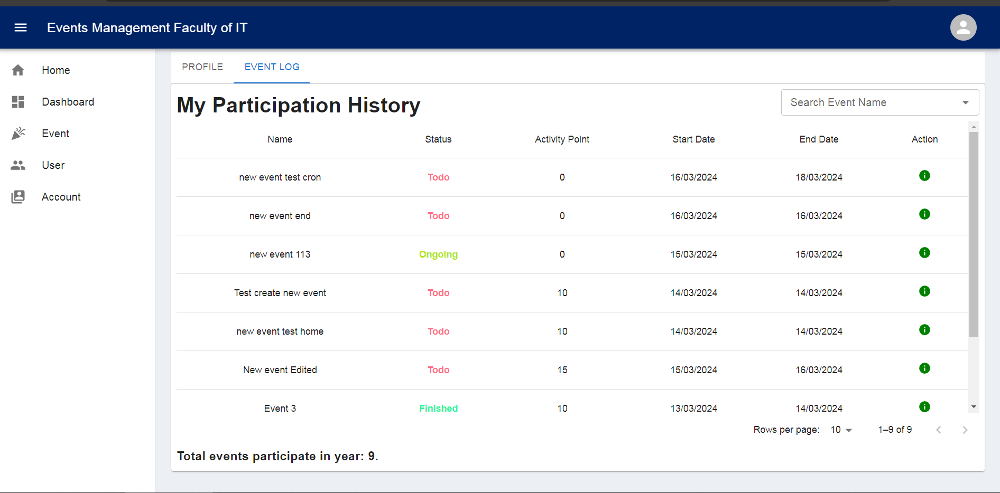 Events Management Faculty of IT
Home
Dashboard
Event
User
Account
PROFILE EVENT LOG
My Participation History
Search Event Name
Name Status Activity Point Start Date End Date Action
new event test cron Todo 0 16/03/2024 18/03/2024
new event end Todo 0 16/03/2024 16/03/2024
new event 113 Ongoing 0 15/03/2024 15/03/2024
Test create new event Todo 10 14/03/2024 14/03/2024
new event test home Todo 10 14/03/2024 14/03/2024
New event Edited Todo 15 15/03/2024 16/03/2024
Event 3 Finished 10 13/03/2024 14/03/2024
Rows per page: 10 1–9 of 9
Total events participate in year: 9.